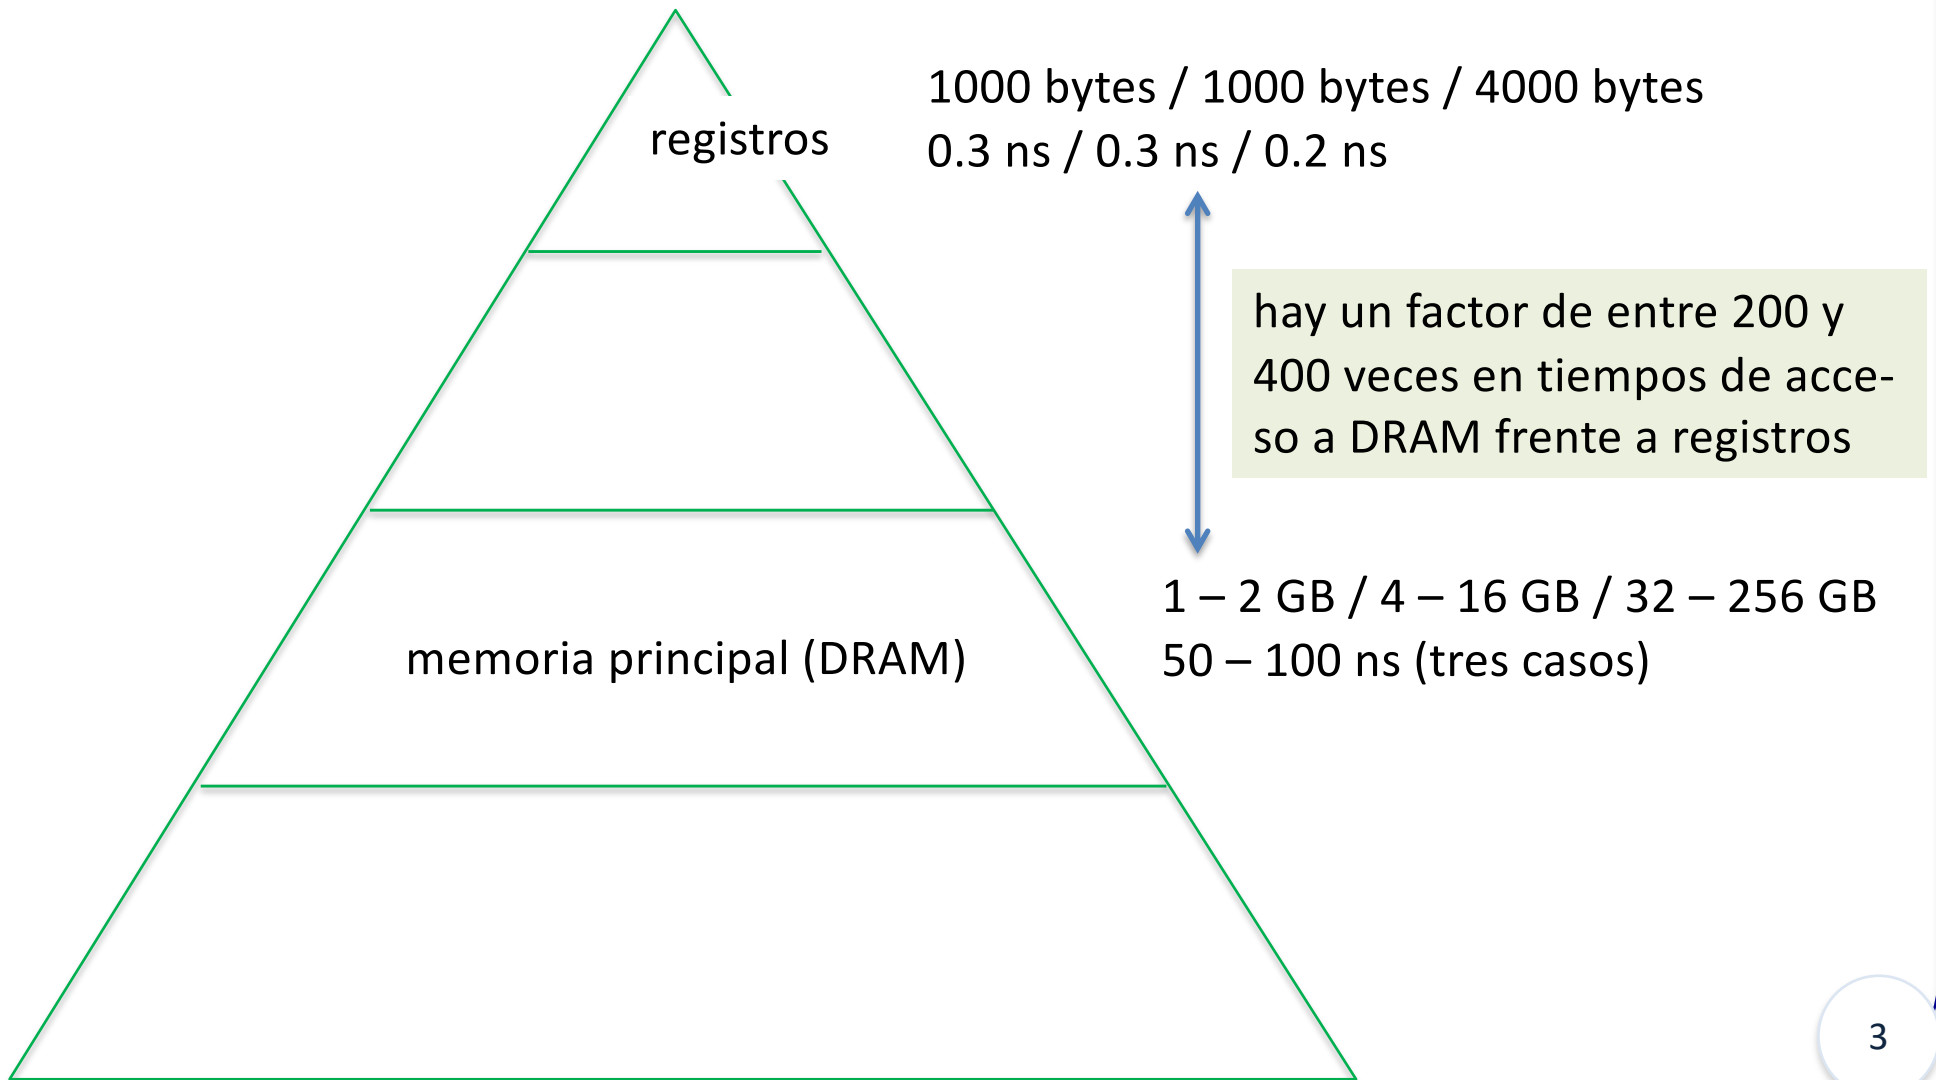 1000 bytes / 1000 bytes / 4000 bytes
registros
0.3 ns / 0.3 ns / 0.2 ns
hay un factor de entre 200 y
400 veces en tiempos de acce-
so a DRAM frente a registros
1 – 2 GB / 4 – 16 GB / 32 – 256 GB
memoria principal (DRAM)
50 – 100 ns (tres casos)
3